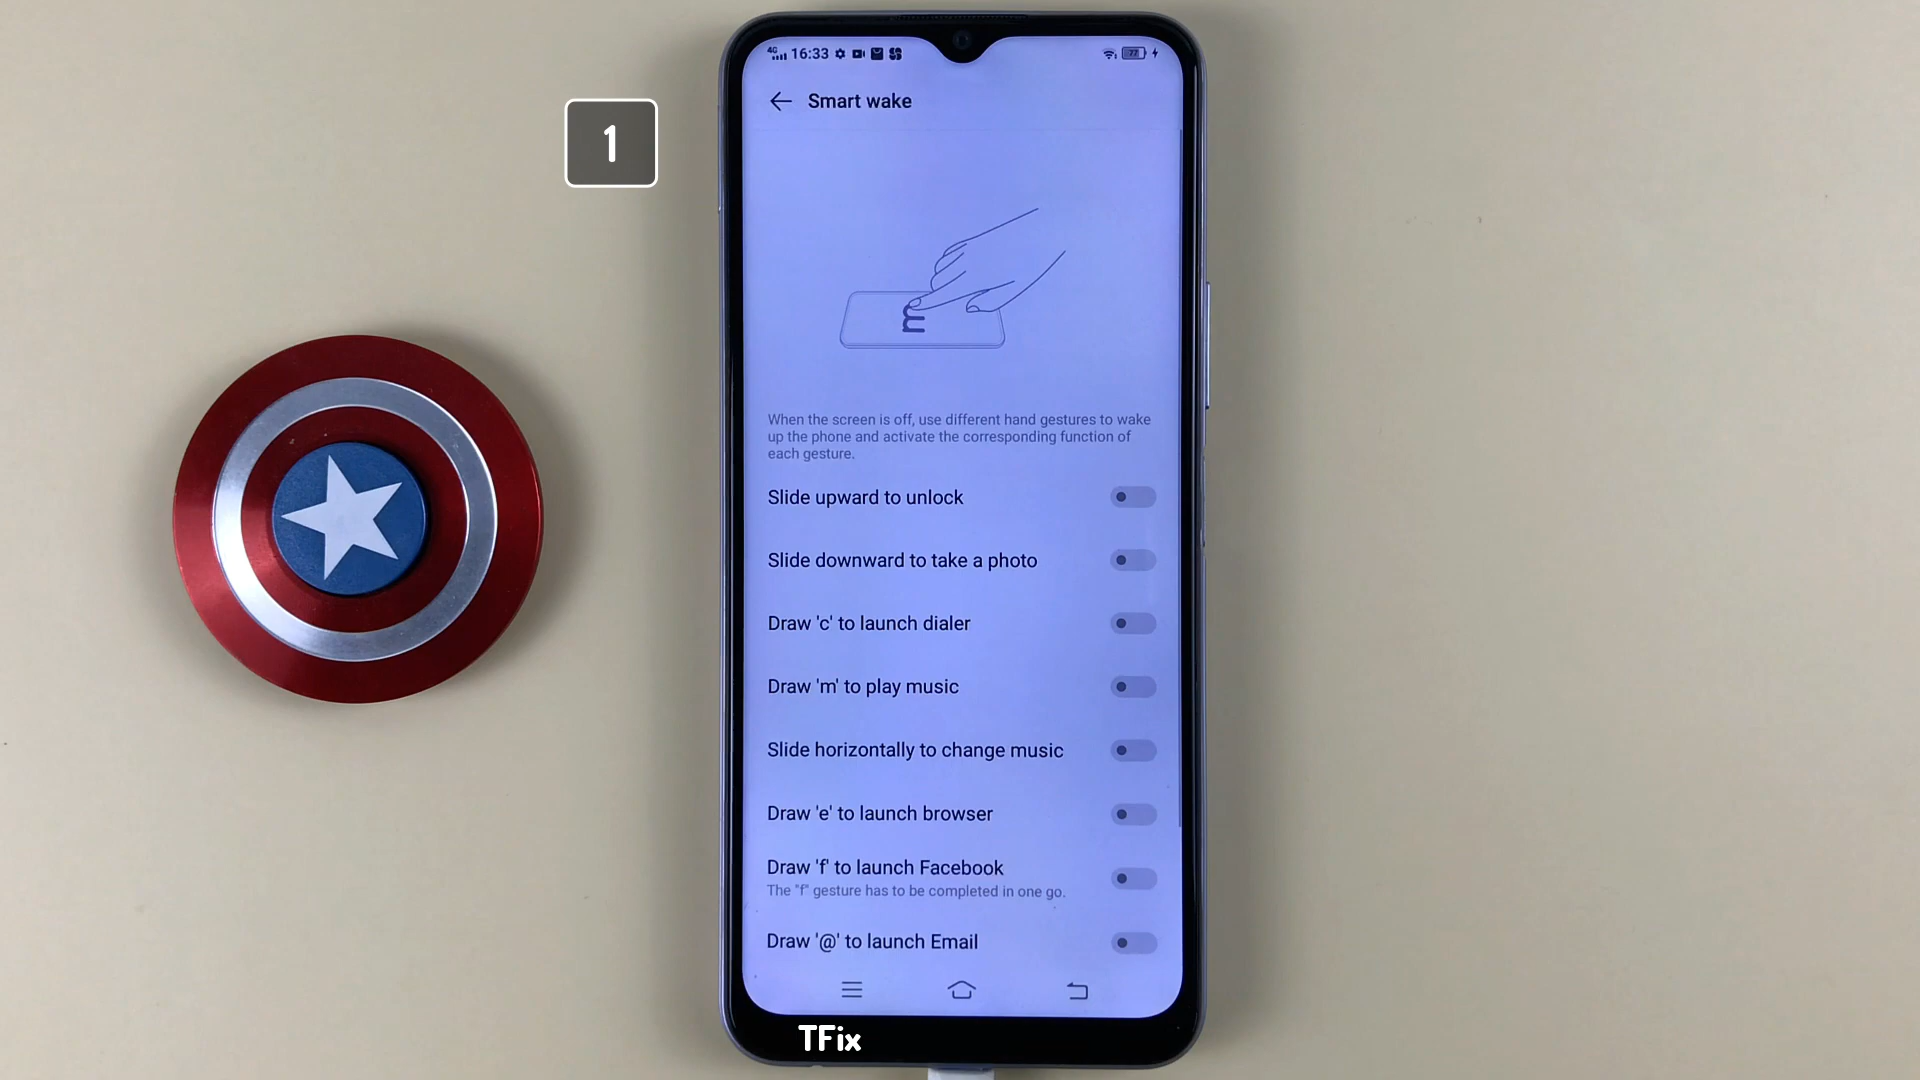 1
4G 16:33
77
Smart wake
m
When the screen is off, use different hand gestures to wake
up the phone and activate the corresponding function of
each gesture.
Slide upward to unlock
Slide downward to take a photo
Draw 'c' to launch dialer
Draw 'm' to play music
Slide horizontally to change music
Draw 'e' to launch browser
Draw 'f' to launch Facebook
The "f" gesture has to be completed in one go.
Draw '@' to launch Email
TFix